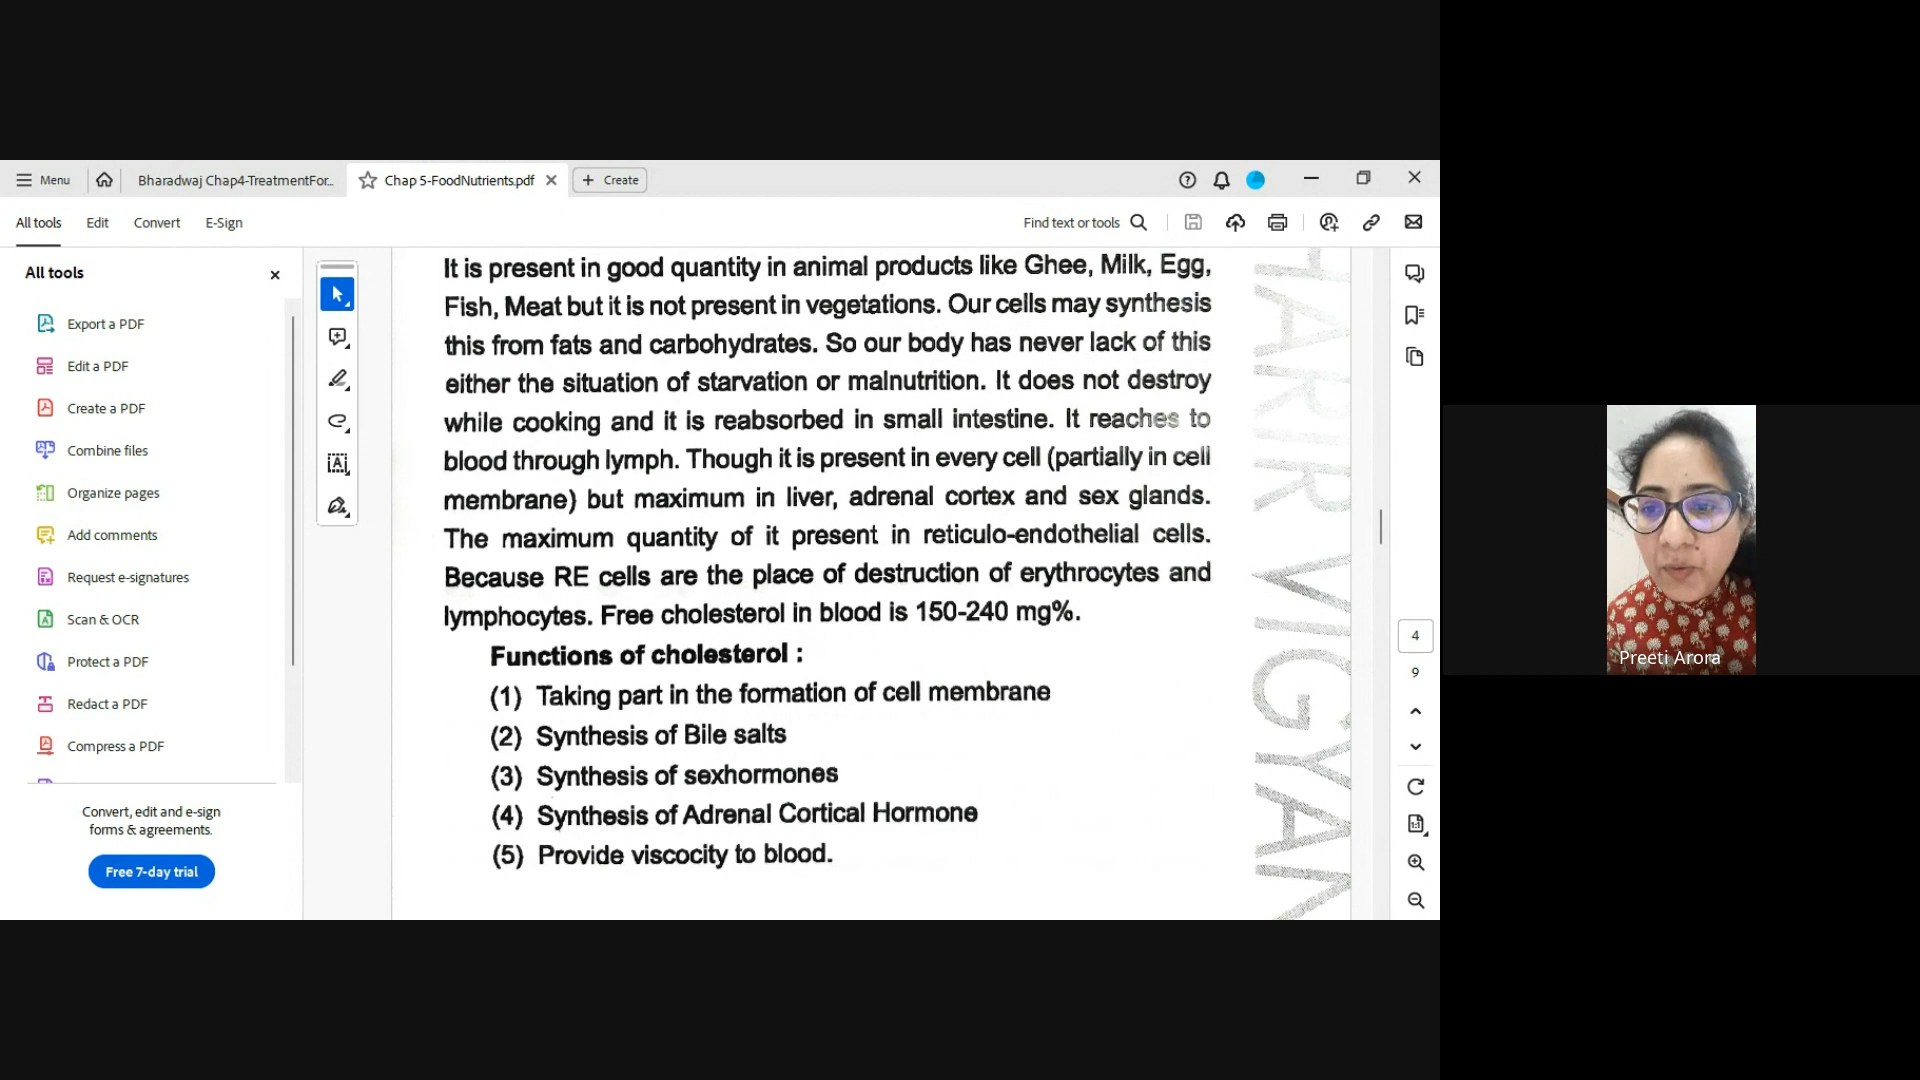 Menu
Bharadwaj Chap4-TreatmentFor...
Chap 5-FoodNutrients.pdf
Create
All tools
Edit
Convert
E-Sign
Find text or tools
All tools
Export a PDF
Edit a PDF
Create a PDF
Combine files
Organize pages
Add comments
Request e-signatures
Scan & OCR
Protect a PDF
Redact a PDF
Compress a PDF
Convert, edit and e-sign
forms & agreements.
Free 7-day trial
It is present in good quantity in animal products like Ghee, Milk, Egg,
Fish, Meat but it is not present in vegetations. Our cells may synthesis
this from fats and carbohydrates. So our body has never lack of this
either the situation of starvation or malnutrition. It does not destroy
while cooking and it is reabsorbed in small intestine. It reaches to
blood through lymph. Though it is present in every cell (partially in cell
membrane) but maximum in liver, adrenal cortex and sex glands.
The maximum quantity of it present in reticulo-endothelial cells.
Because RE cells are the place of destruction of erythrocytes and
lymphocytes. Free cholesterol in blood is 150-240 mg%.
Functions of cholesterol :
(1) Taking part in the formation of cell membrane
(2) Synthesis of Bile salts
(3) Synthesis of sexhormones
(4) Synthesis of Adrenal Cortical Hormone
(5) Provide viscocity to blood.
VIGYAN
4
9
Preeti Arora